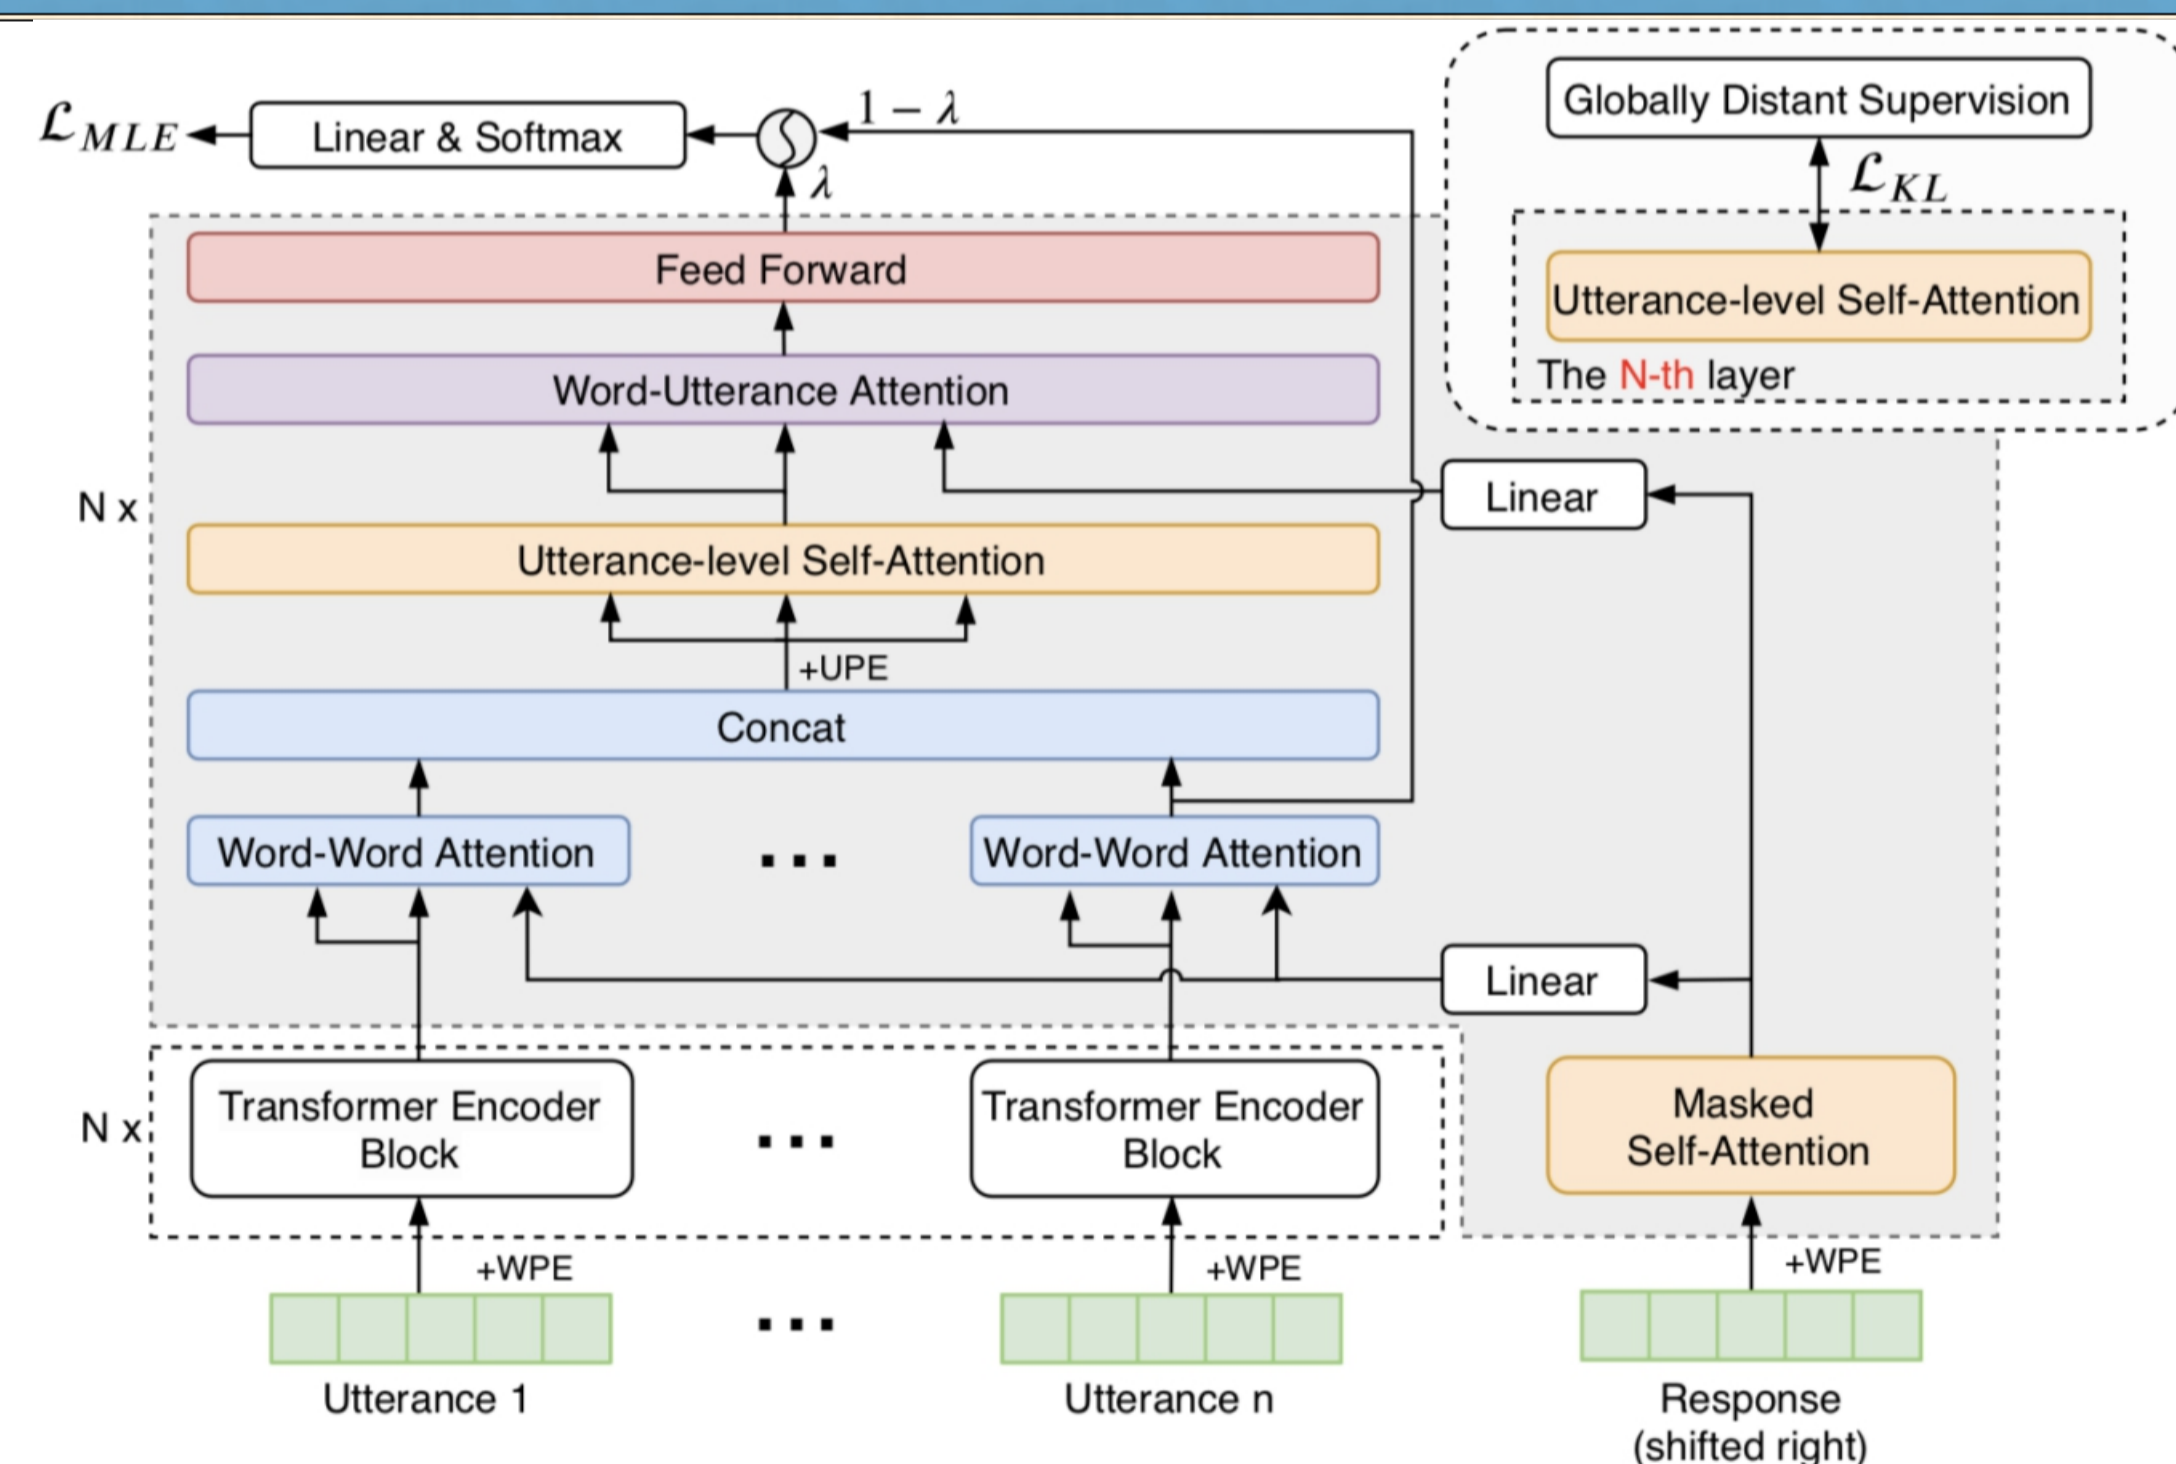 ℒ_MLE
Linear & Softmax
1 − λ
λ
Globally Distant Supervision
ℒ_KL
Utterance-level Self-Attention
The N-th layer
Feed Forward
Word-Utterance Attention
N x
Linear
Utterance-level Self-Attention
+UPE
Concat
Word-Word Attention
...
Word-Word Attention
Linear
N x
Transformer Encoder
Block
...
Transformer Encoder
Block
Masked
Self-Attention
+WPE
+WPE
+WPE
...
Utterance 1
Utterance n
Response
(shifted right)